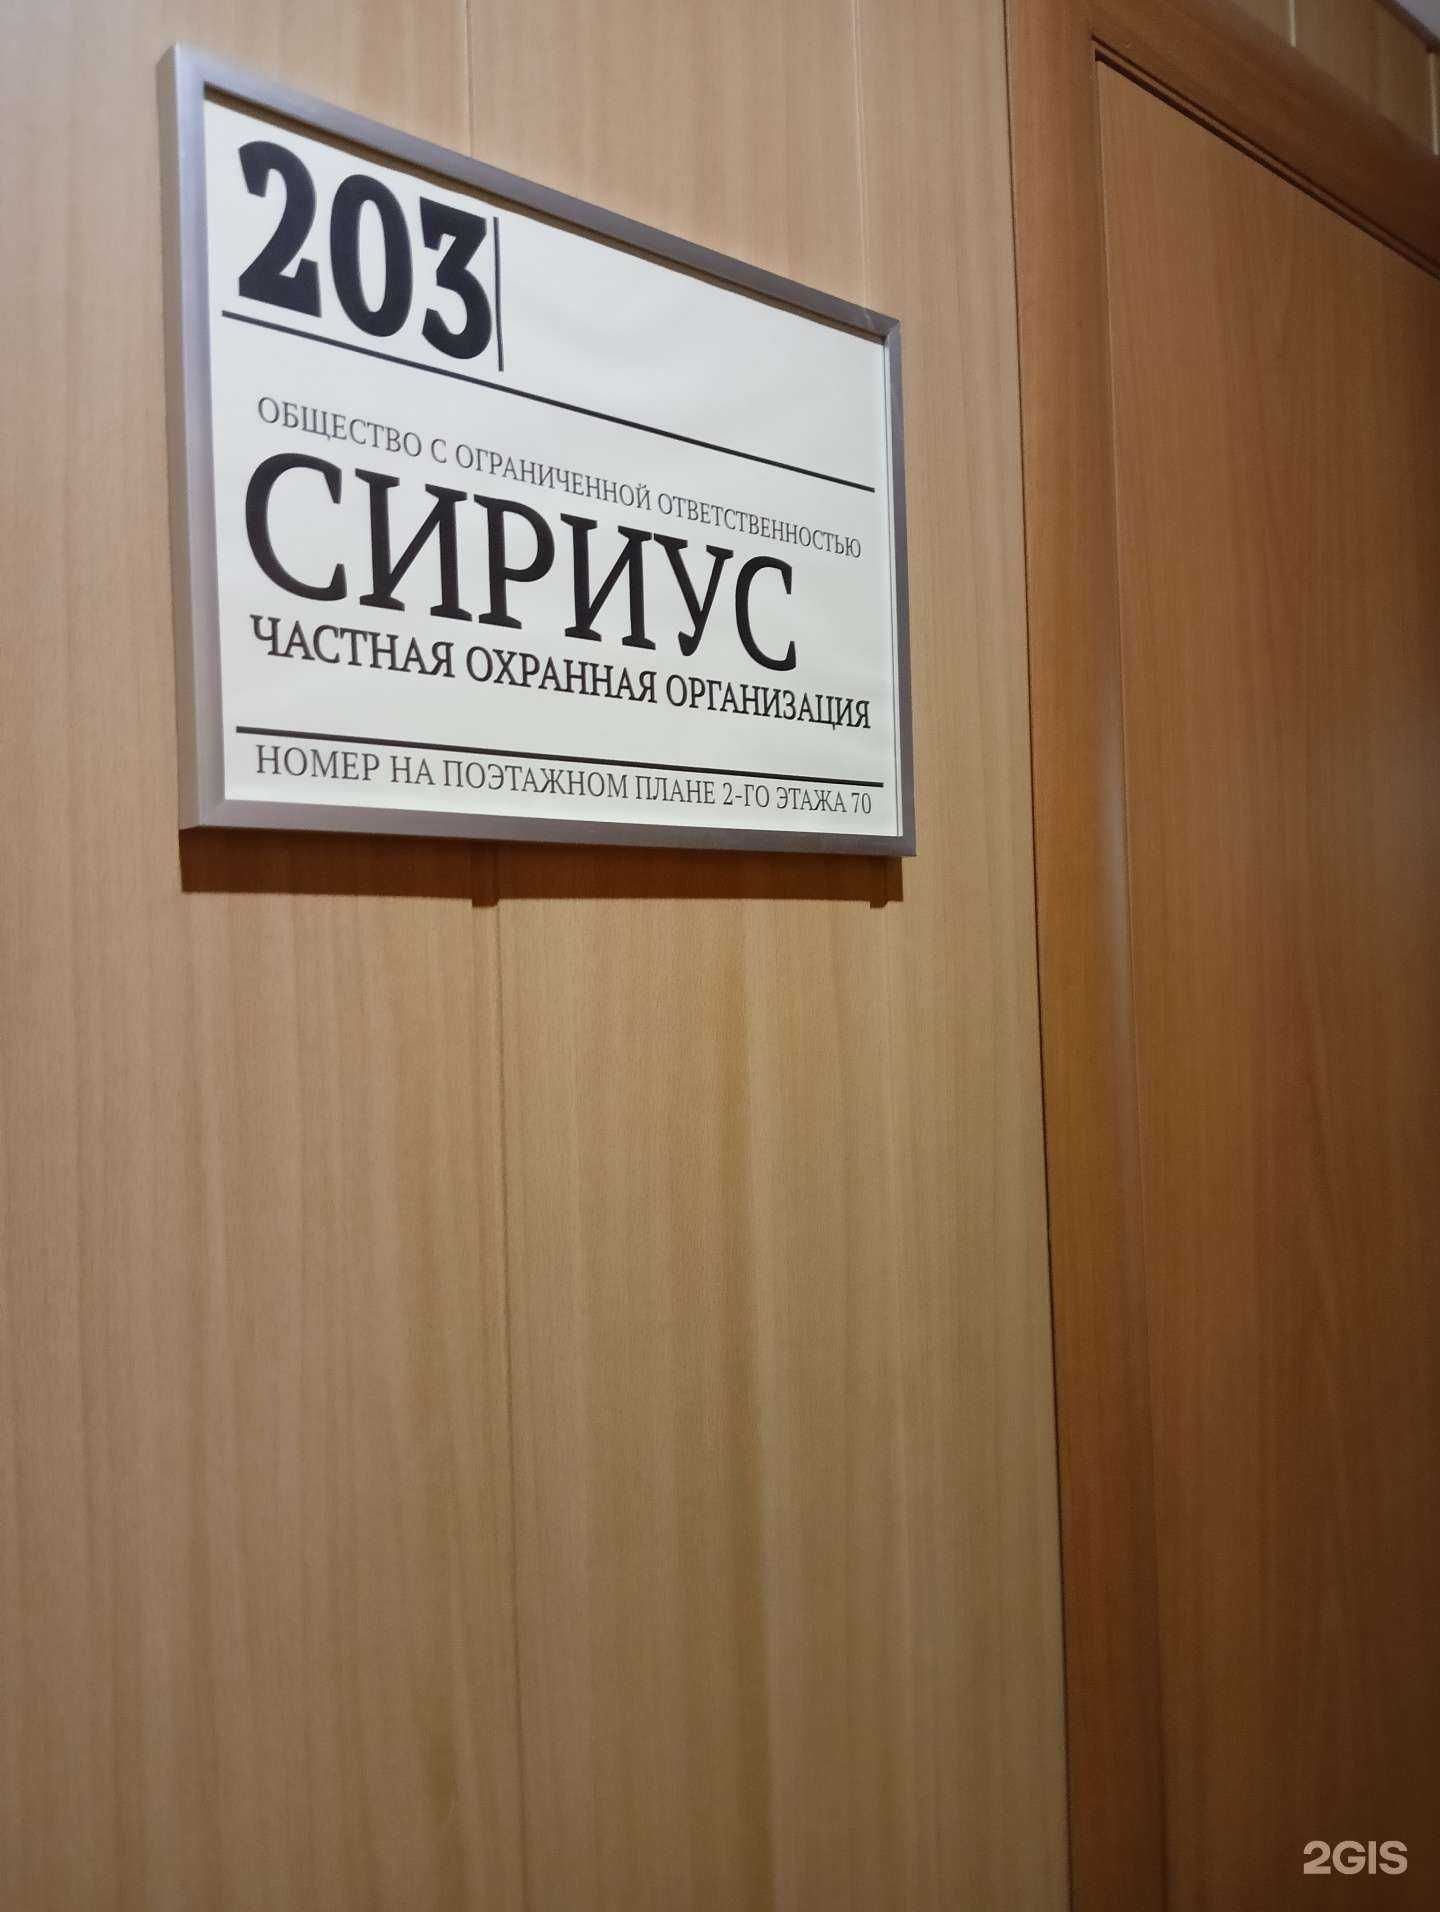 203
ОБЩЕСТВО С ОГРАНИЧЕННОЙ ОТВЕТСТВЕННОСТЬЮ
СИРИУС
ЧАСТНАЯ ОХРАННАЯ ОРГАНИЗАЦИЯ
НОМЕР НА ПОЭТАЖНОМ ПЛАНЕ 2-ГО ЭТАЖА 70
2GIS